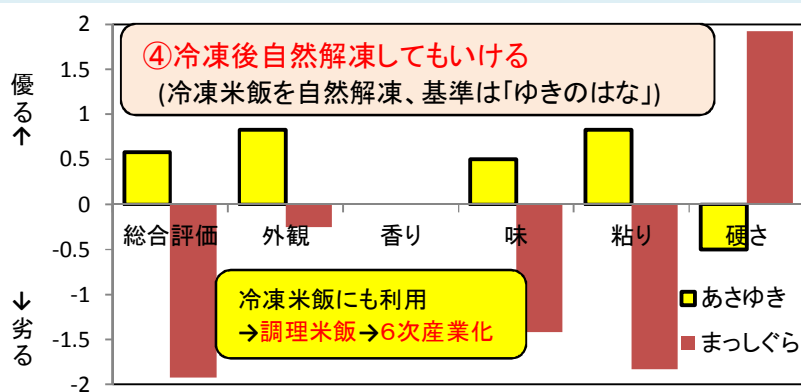 ④冷凍後自然解凍してもいける
(冷凍米飯を自然解凍、基準は「ゆきのはな」)
優る↑
↓劣る
2
1.5
1
0.5
0
-0.5
-1
-1.5
-2
総合評価 外観 香り 味 粘り 硬さ
冷凍米飯にも利用
→調理米飯→6次産業化
あさゆき
まっしぐら